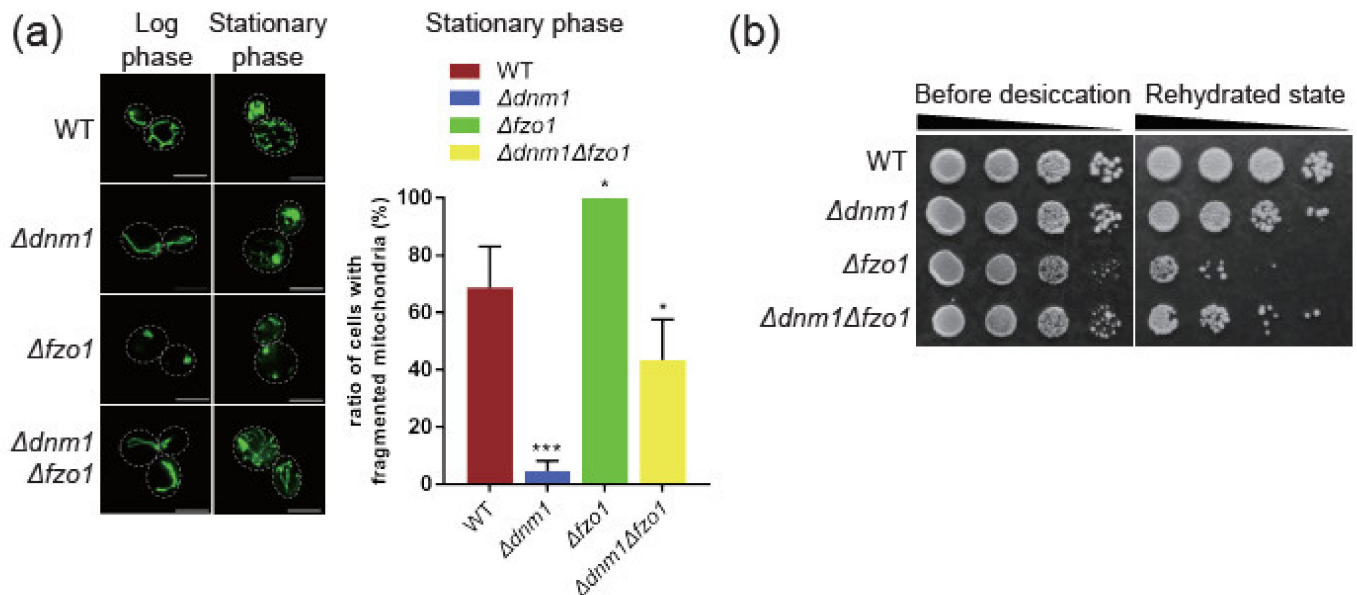 (a)
Log phase
Stationary phase
WT
Δdnm1
Δfzo1
Δdnm1
Δfzo1
Stationary phase
WT
Δdnm1
Δfzo1
Δdnm1Δfzo1
ratio of cells with
fragmented mitochondria (%)
100
80
60
40
20
0
***
*
*
WT
Δdnm1
Δfzo1
Δdnm1Δfzo1
(b)
Before desiccation
Rehydrated state
WT
Δdnm1
Δfzo1
Δdnm1Δfzo1